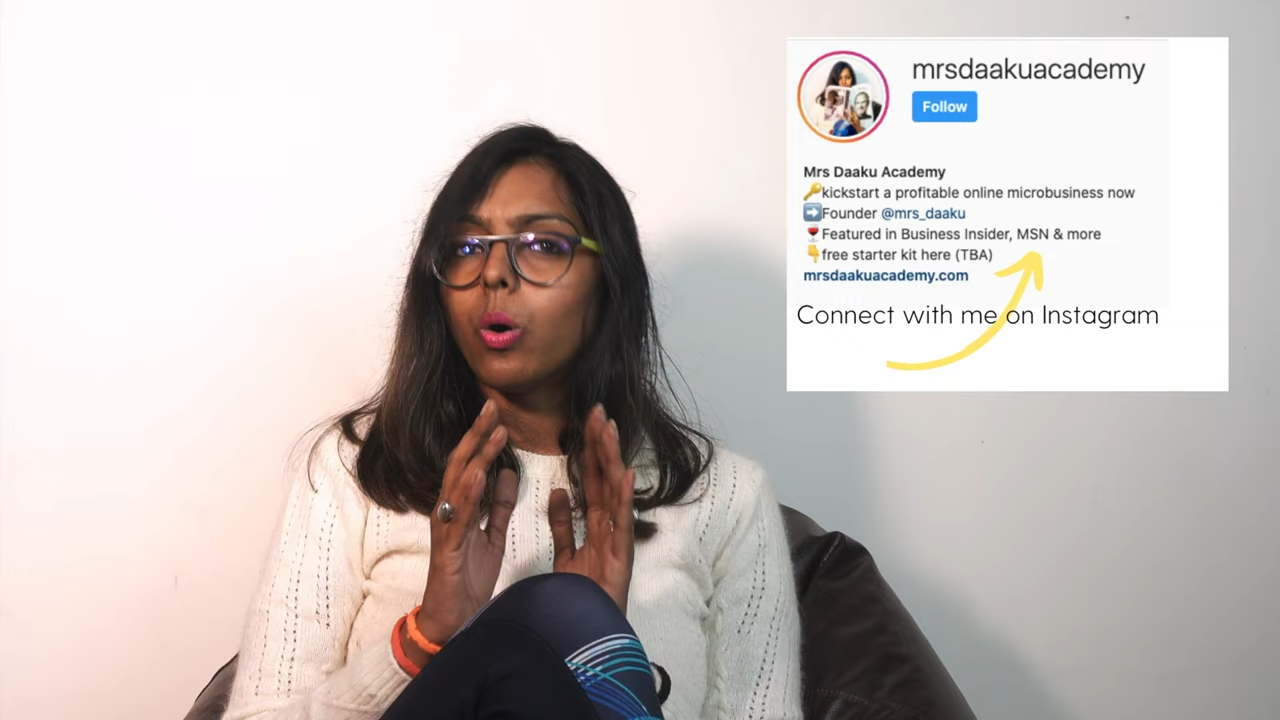 mrsdaakuacademy
Follow
Mrs Daaku Academy
🔑kickstart a profitable online microbusiness now
➡️Founder @mrs_daaku
🍷Featured in Business Insider, MSN & more
👇free starter kit here (TBA)
mrsdaakuacademy.com
Connect with me on Instagram